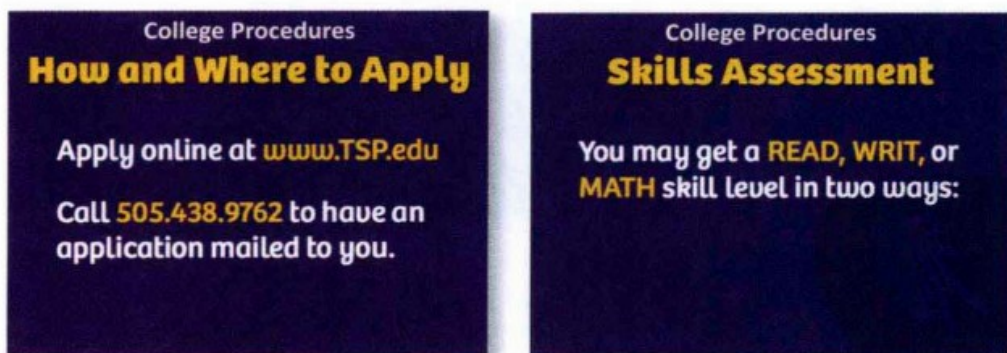 College Procedures
How and Where to Apply
Apply online at www.TSP.edu
Call 505.438.9762 to have an
application mailed to you.
College Procedures
Skills Assessment
You may get a READ, WRIT, or
MATH skill level in two ways: